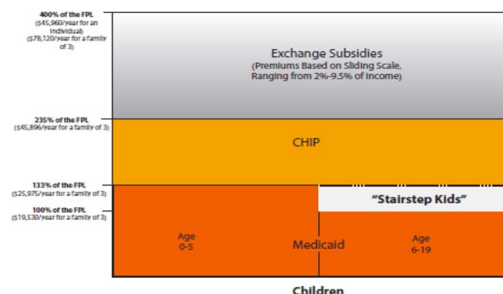 400% of the FPL
($45,960/year for an
individual)
($78,120/year for a family
of 3)
Exchange Subsidies
(Premiums Based on Sliding Scale,
Ranging from 2%-9.5% of Income)
235% of the FPL
($45,896/year for a family of 3)
CHIP
133% of the FPL
($25,975/year for a family of 3)
"Stairstep Kids"
100% of the FPL
($19,530/year for a family of 3)
Age
0-5
Medicaid
Age
6-19
Children